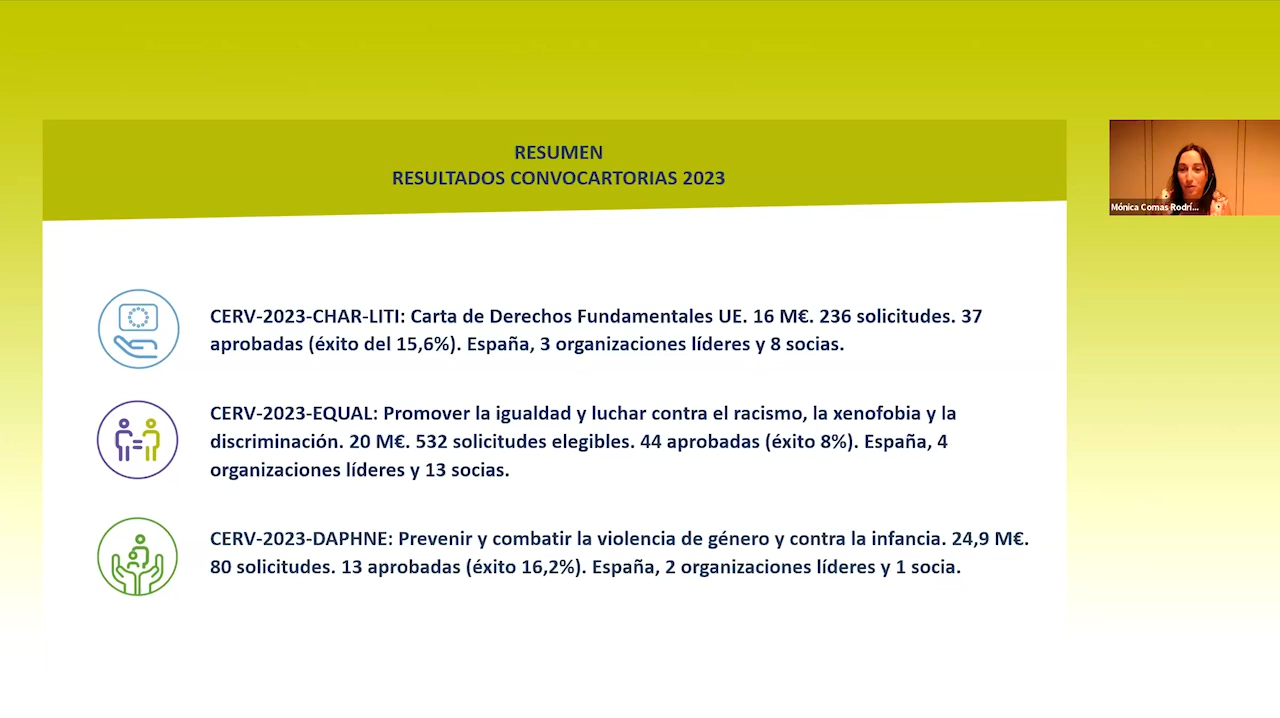 RESUMEN
RESULTADOS CONVOCARTORIAS 2023
Mónica Comas Rodrí...
CERV-2023-CHAR-LITI: Carta de Derechos Fundamentales UE. 16 M€. 236 solicitudes. 37
aprobadas (éxito del 15,6%). España, 3 organizaciones líderes y 8 socias.
CERV-2023-EQUAL: Promover la igualdad y luchar contra el racismo, la xenofobia y la
discriminación. 20 M€. 532 solicitudes elegibles. 44 aprobadas (éxito 8%). España, 4
organizaciones líderes y 13 socias.
CERV-2023-DAPHNE: Prevenir y combatir la violencia de género y contra la infancia. 24,9 M€.
80 solicitudes. 13 aprobadas (éxito 16,2%). España, 2 organizaciones líderes y 1 socia.